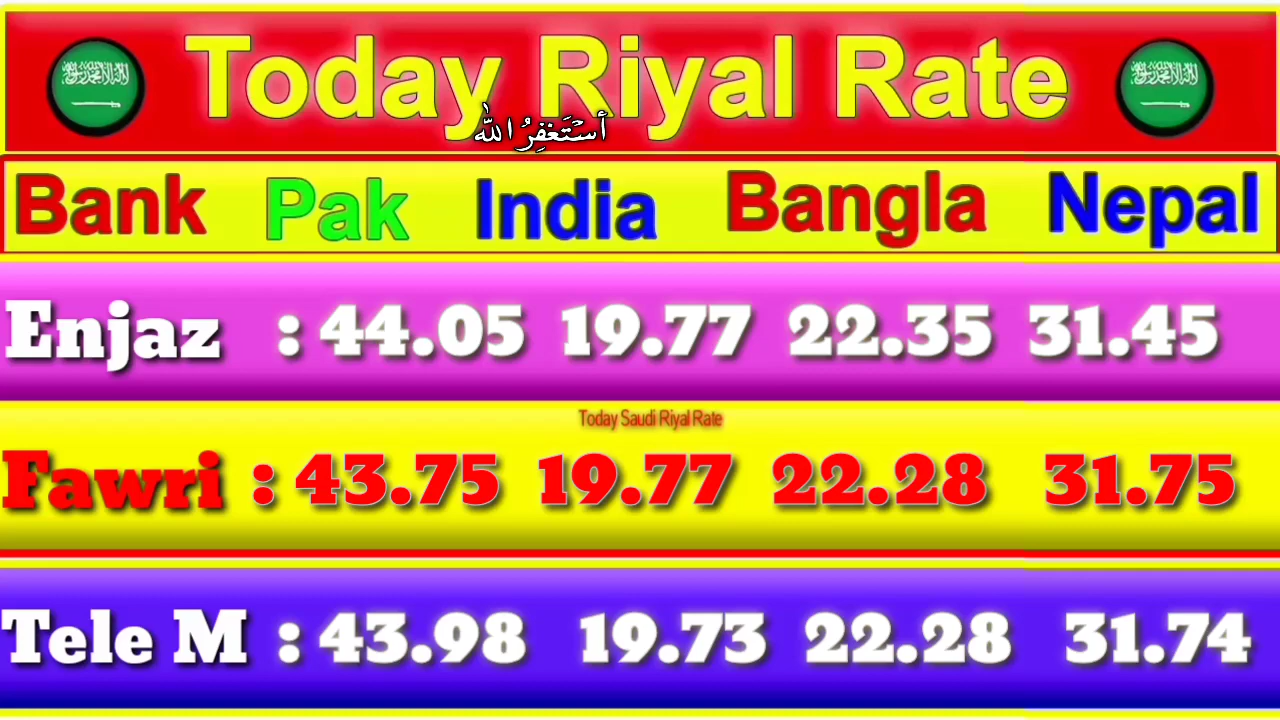 Today Riyal Rate
أَسْتَغفِرُ اللّٰه
Bank Pak India Bangla Nepal
Enjaz : 44.05 19.77 22.35 31.45
Today Saudi Riyal Rate
Fawri : 43.75 19.77 22.28 31.75
Tele M : 43.98 19.73 22.28 31.74